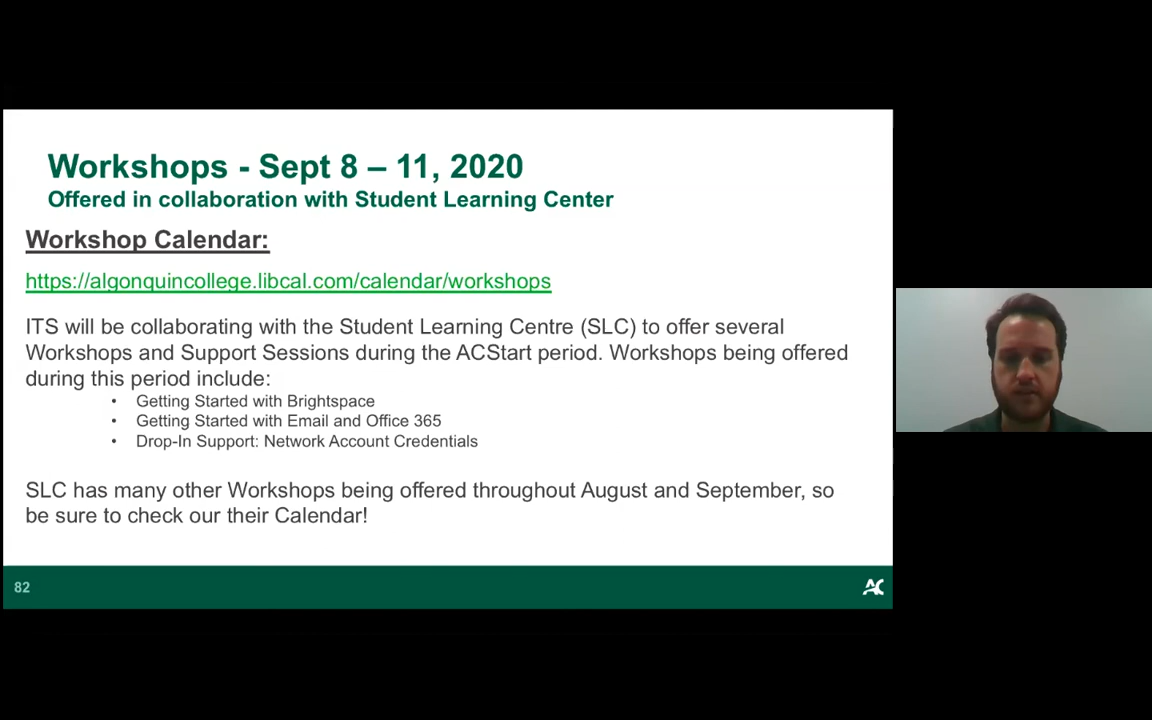 Workshops - Sept 8 – 11, 2020
Offered in collaboration with Student Learning Center
Workshop Calendar:
https://algonquincollege.libcal.com/calendar/workshops
ITS will be collaborating with the Student Learning Centre (SLC) to offer several
Workshops and Support Sessions during the ACStart period. Workshops being offered
during this period include:
• Getting Started with Brightspace
• Getting Started with Email and Office 365
• Drop-In Support: Network Account Credentials
SLC has many other Workshops being offered throughout August and September, so
be sure to check our their Calendar!
82
AC